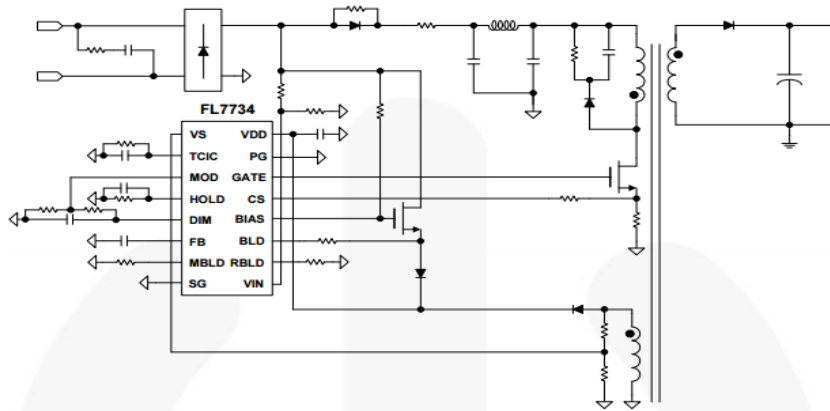 FL7734
VS VDD
TCIC PG
MOD GATE
HOLD CS
DIM BIAS
FB BLD
MBLD RBLD
SG VIN